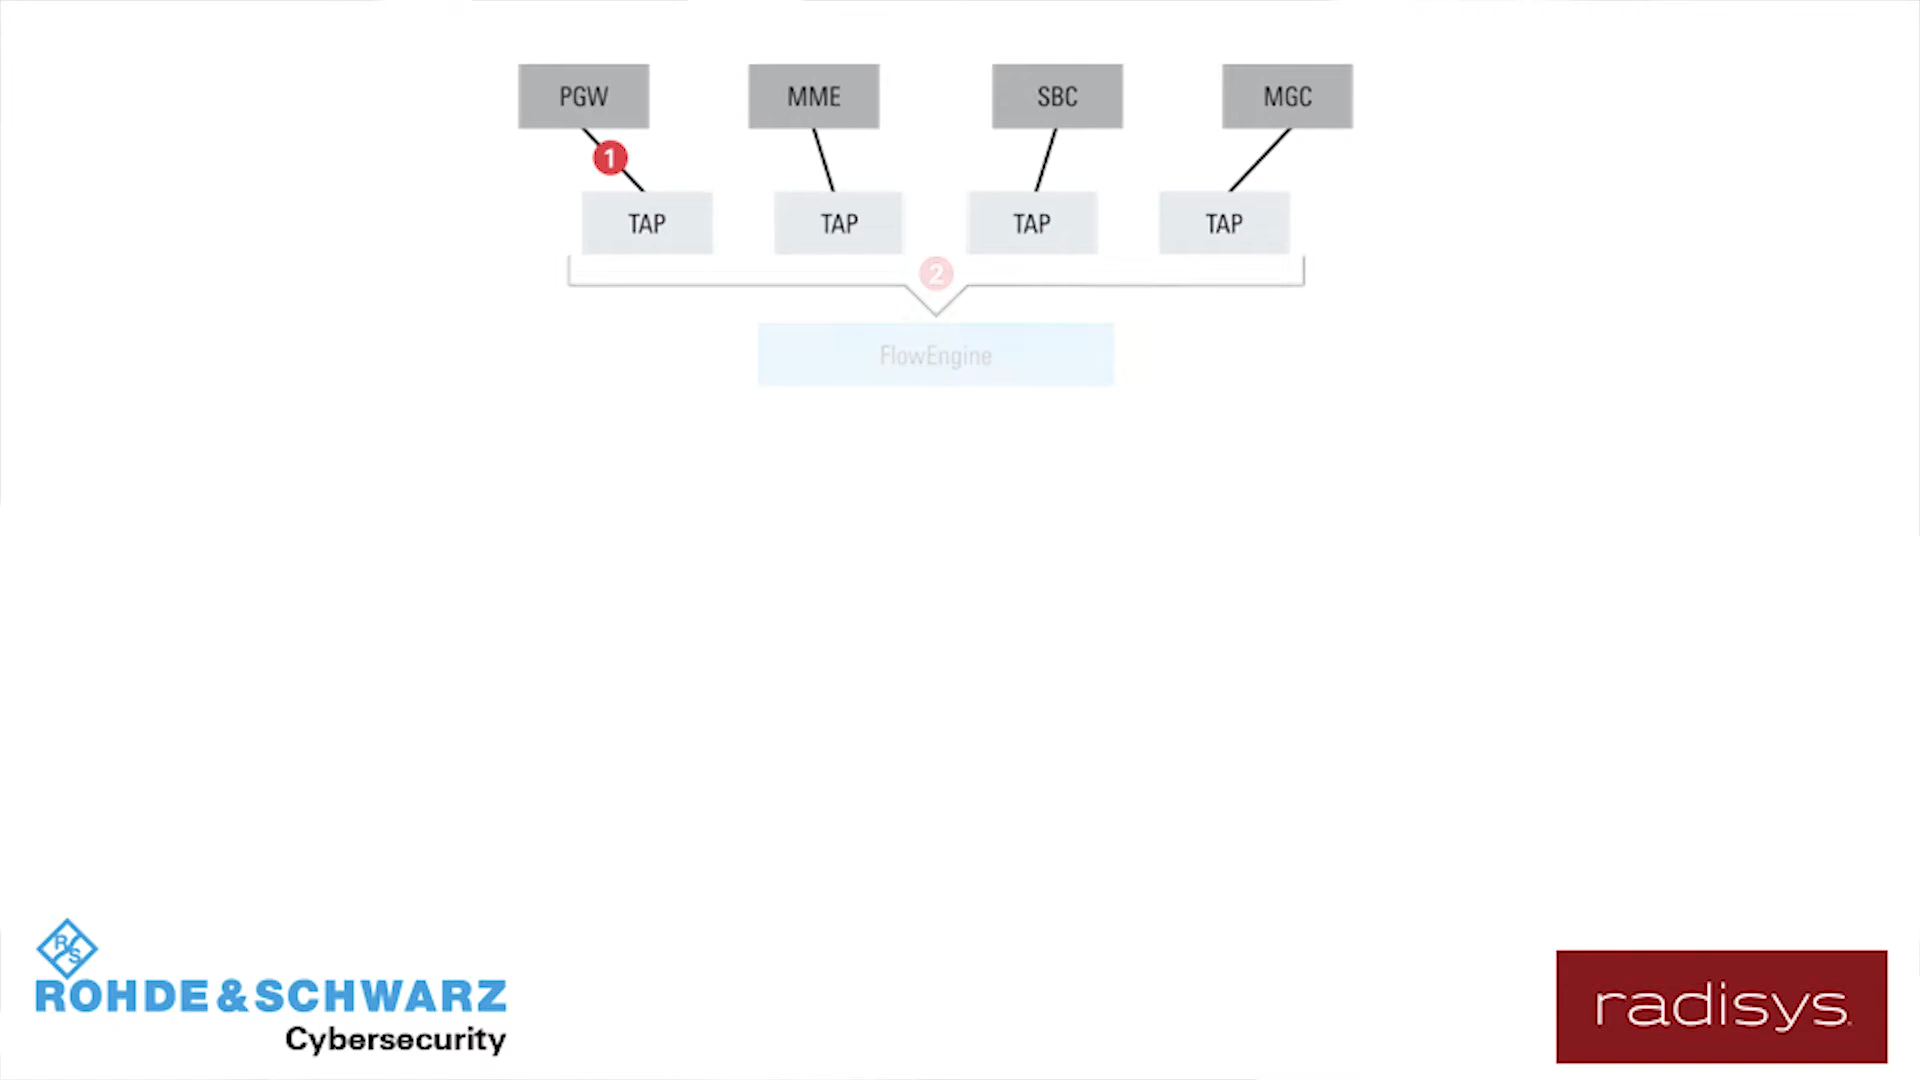 PGW MME SBC MGC
1
TAP TAP TAP TAP
2
FlowEngine
R S
ROHDE & SCHWARZ
Cybersecurity
radisys.